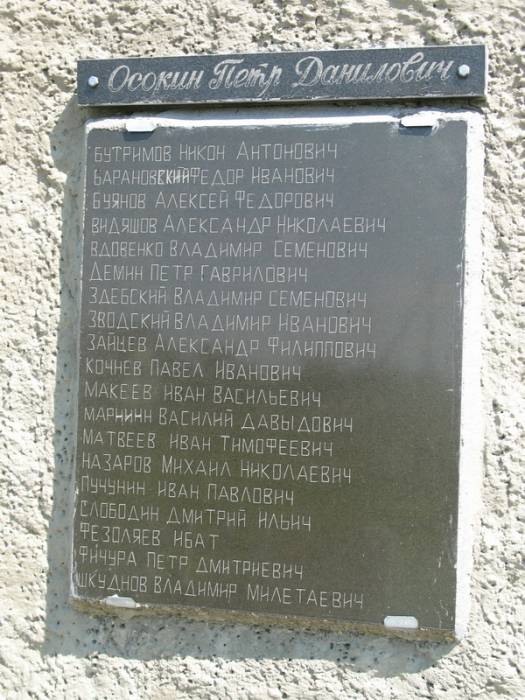 Осокин Петр Данилович
БУТРИМОВ НИКОН АНТОНОВИЧ
БАРАНОВСКИЙ ФЕДОР ИВАНОВИЧ
БУЯНОВ АЛЕКСЕЙ ФЕДОРОВИЧ
ВИДЯШОВ АЛЕКСАНДР НИКОЛАЕВИЧ
ВДОВЕНКО ВЛАДИМИР СЕМЕНОВИЧ
ДЕМИН ПЕТР ГАВРИЛОВИЧ
ЗДЕБСКИЙ ВЛАДИМИР СЕМЕНОВИЧ
ЗВОДСКИЙ ВЛАДИМИР ИВАНОВИЧ
ЗАЙЦЕВ АЛЕКСАНДР ФИЛИППОВИЧ
КОЧНЕВ ПАВЕЛ ИВАНОВИЧ
МАКЕЕВ ИВАН ВАСИЛЬЕВИЧ
ВАСИЛИЙ ДАВЫДОВИЧ
МАТВЕЕВ ИВАН ТИМОФЕЕВИЧ
НАЗАРОВ МИХАИЛ НИКОЛАЕВИЧ
ПУЧУНИН ИВАН ПАВЛОВИЧ
СЛОБОДИН ДМИТРИЙ ИЛЬИЧ
ФЕЗОЛЯЕВ ИБАТ
ФИЧУРА ПЕТР ДМИТРИЕВИЧ
ШКУДНОВ ВЛАДИМИР МИЛЕТАЕВИЧ